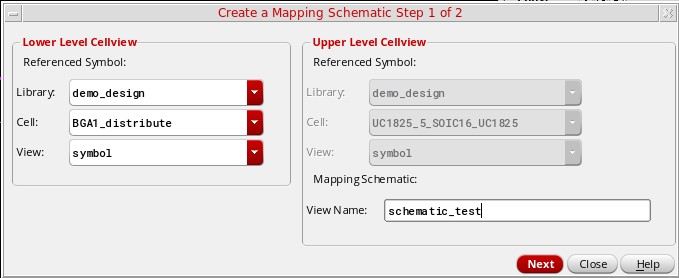 Create a Mapping Schematic Step 1 of 2
Lower Level Cellview
Referenced Symbol:
Library: demo_design
Cell: BGA1_distribute
View: symbol
Upper Level Cellview
Referenced Symbol:
Library: demo_design
Cell: UC1825_5_SOIC16_UC1825
View: symbol
Mapping Schematic:
View Name: schematic_test
Next Close Help